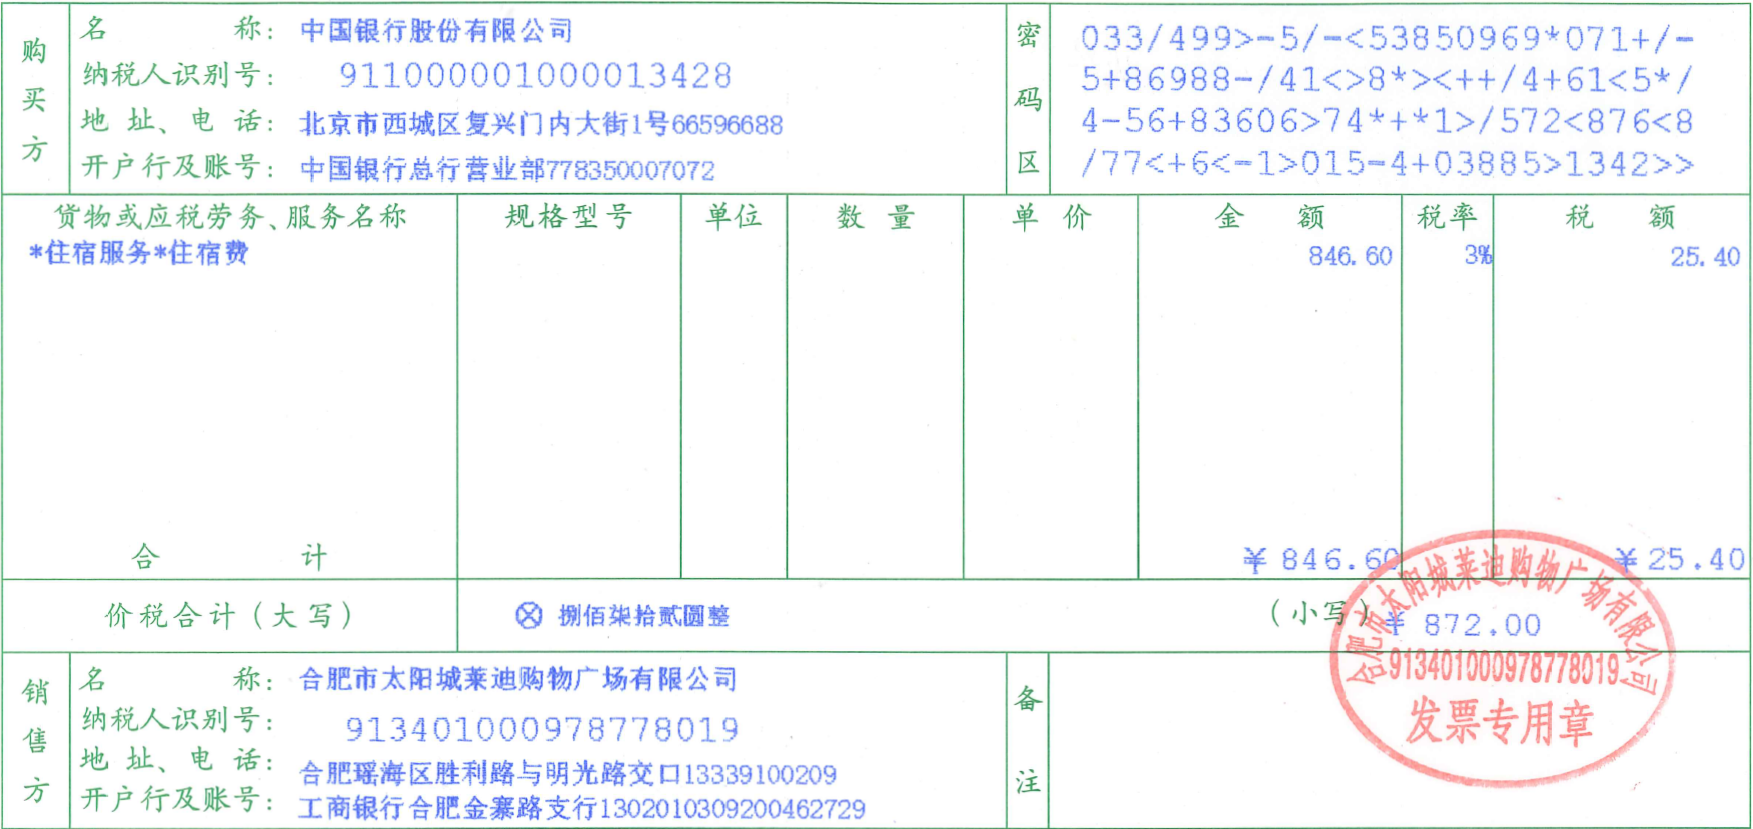 购买方
名 称：中国银行股份有限公司
纳税人识别号：911000001000013428
地 址、电 话：北京市西城区复兴门内大街1号66596688
开户行及账号：中国银行总行营业部778350007072
密码区
033/499>-5/-<53850969*071+/-
5+86988-/41<>8*><++/4+61<5*/
4-56+83606>74*+*1>/572<876<8
/77<+6<-1>015-4+03885>1342>>
货物或应税劳务、服务名称 规格型号 单位 数 量 单 价 金 额 税率 税 额
*住宿服务*住宿费 846.60 3% 25.40
合 计 ¥846.60 ¥25.40
价税合计（大写） ⊗ 捌佰柒拾贰圆整 （小写）¥ 872.00
销售方
名 称：合肥市太阳城莱迪购物广场有限公司
纳税人识别号：913401000978778019
地 址、电 话：合肥瑶海区胜利路与明光路交口13339100209
开户行及账号：工商银行合肥金寨路支行1302010309200462729
备注
合肥市太阳城莱迪购物广场有限公司
913401000978778019
发票专用章